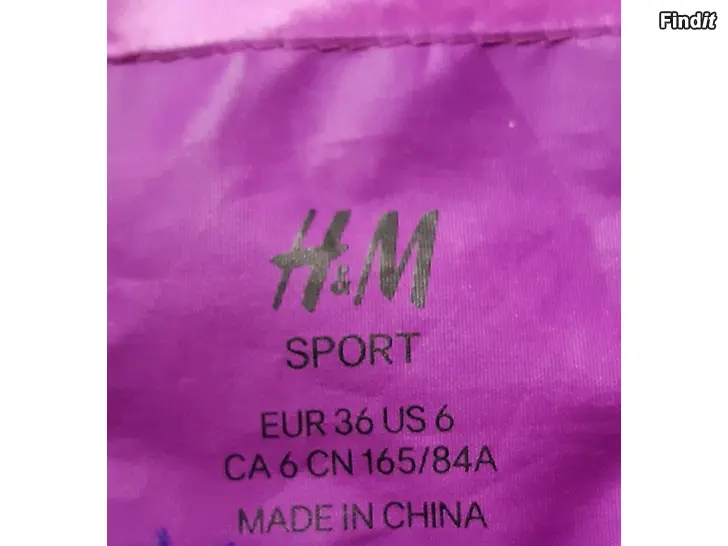 Findit
H&M
SPORT
EUR 36 US 6
CA 6 CN 165/84A
MADE IN CHINA